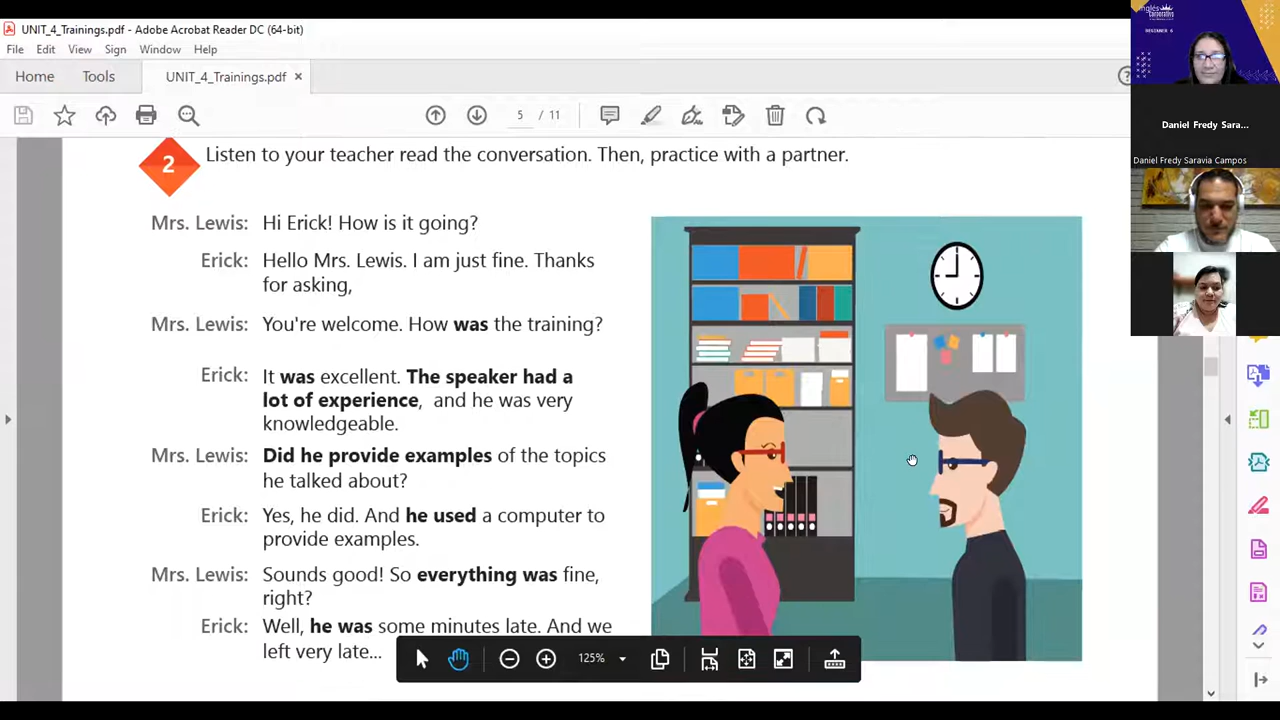 UNIT_4_Trainings.pdf - Adobe Acrobat Reader DC (64-bit)
File Edit View Sign Window Help
Home Tools UNIT_4_Trainings.pdf ×
5 / 11
2 Listen to your teacher read the conversation. Then, practice with a partner.
Mrs. Lewis: Hi Erick! How is it going?
Erick: Hello Mrs. Lewis. I am just fine. Thanks
for asking,
Mrs. Lewis: You're welcome. How was the training?
Erick: It was excellent. The speaker had a
lot of experience, and he was very
knowledgeable.
Mrs. Lewis: Did he provide examples of the topics
he talked about?
Erick: Yes, he did. And he used a computer to
provide examples.
Mrs. Lewis: Sounds good! So everything was fine,
right?
Erick: Well, he was some minutes late. And we
left very late...
125%
Inglés
Corporativo
BEGINNER 6
Daniel Fredy Sara...
Daniel Fredy Saravia Campos